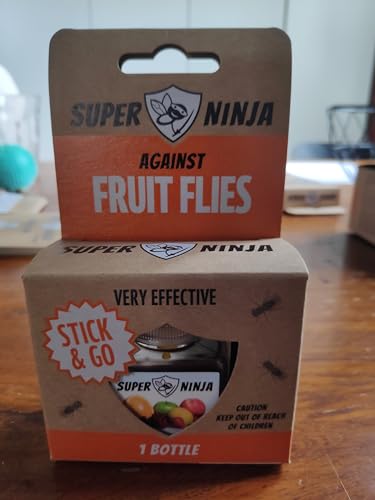 SUPER NINJA
AGAINST
FRUIT FLIES
SUPER NINJA
VERY EFFECTIVE
STICK
& GO
SUPER NINJA
CAUTION
KEEP OUT OF REACH
OF CHILDREN
1 BOTTLE